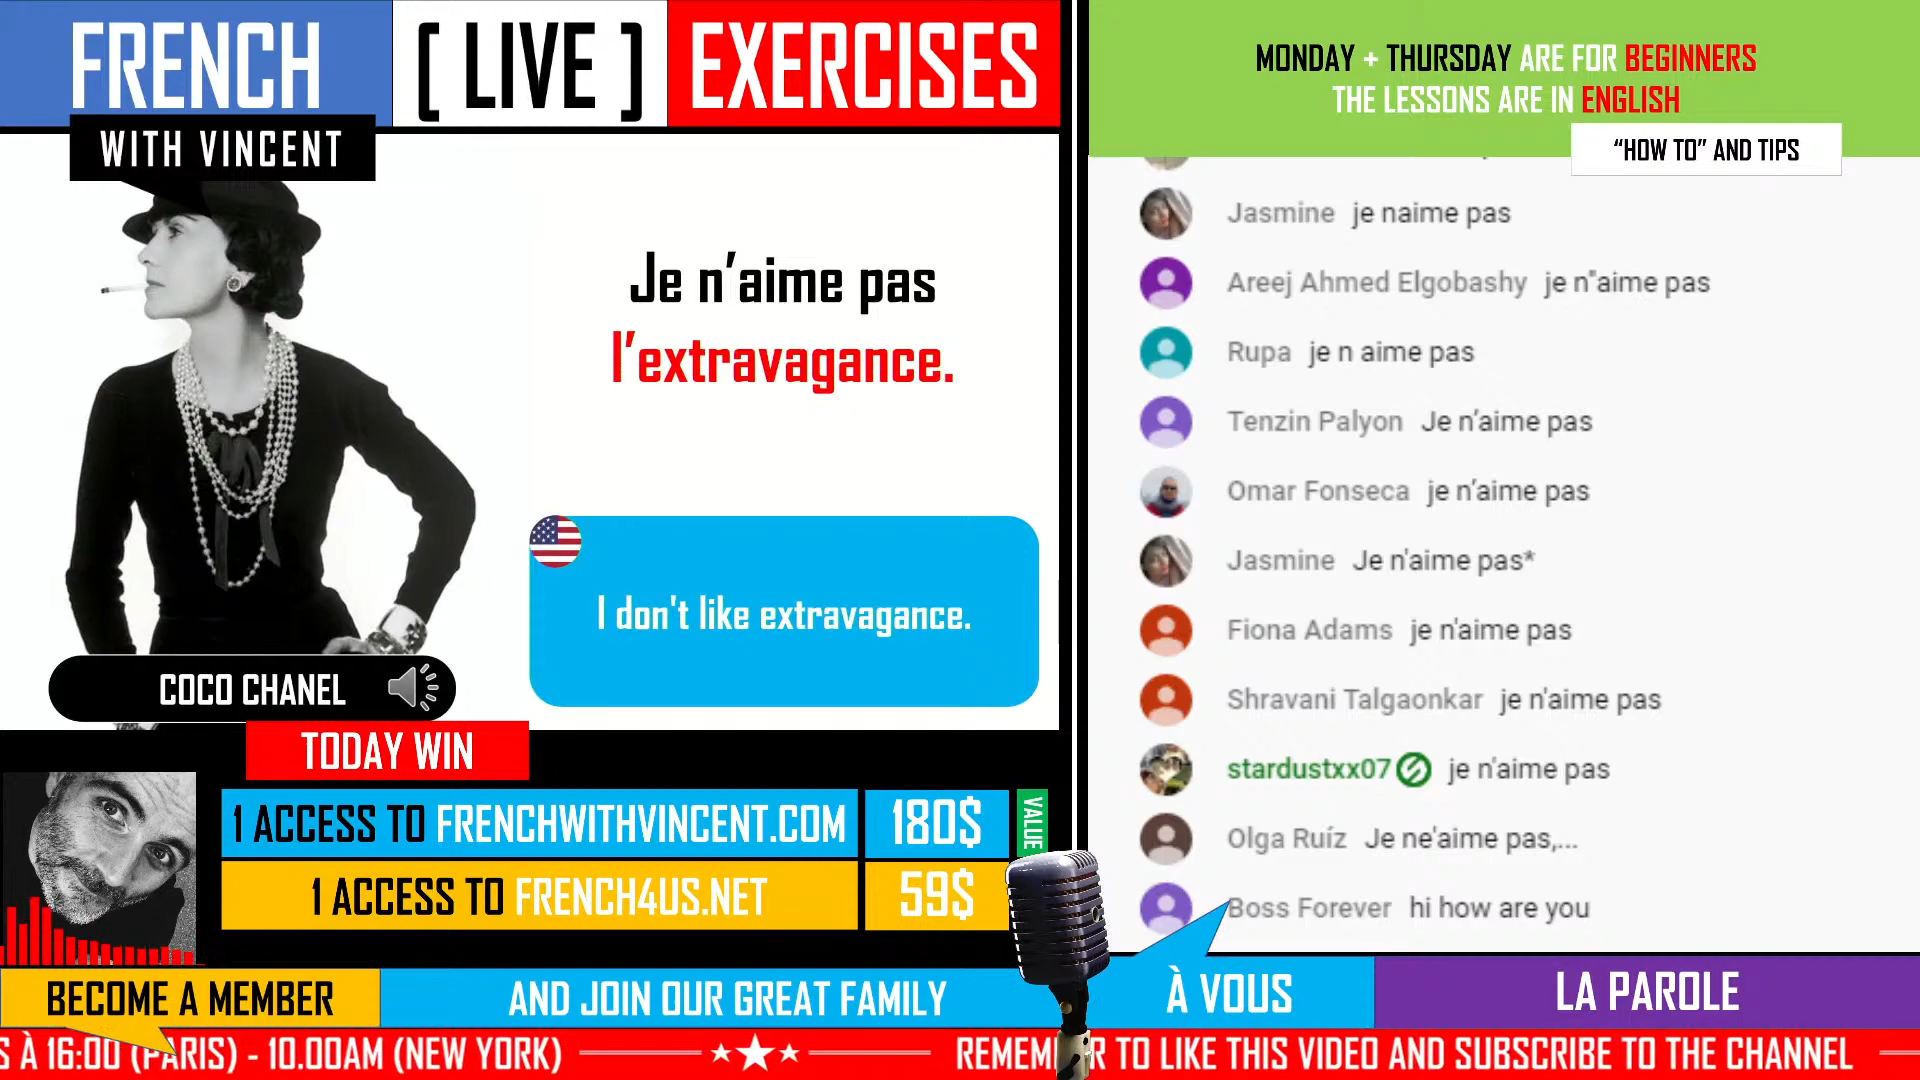 FRENCH
[ LIVE ]
EXERCISES
WITH VINCENT
Je n’aime pas
l’extravagance.
I don't like extravagance.
COCO CHANEL
TODAY WIN
1 ACCESS TO FRENCHWITHVINCENT.COM
180$
VALUE
1 ACCESS TO FRENCH4US.NET
59$
MONDAY + THURSDAY ARE FOR BEGINNERS
THE LESSONS ARE IN ENGLISH
“HOW TO” AND TIPS
Jasmine je naime pas
Areej Ahmed Elgobashy je n"aime pas
Rupa je n aime pas
Tenzin Palyon Je n’aime pas
Omar Fonseca je n’aime pas
Jasmine Je n'aime pas*
Fiona Adams je n'aime pas
Shravani Talgaonkar je n'aime pas
stardustxx07 je n'aime pas
Olga Ruíz Je ne'aime pas,...
Boss Forever hi how are you
BECOME A MEMBER
AND JOIN OUR GREAT FAMILY
À VOUS
LA PAROLE
S À 16:00 (PARIS) - 10.00AM (NEW YORK)
TO LIKE THIS VIDEO AND SUBSCRIBE TO THE CHANNEL